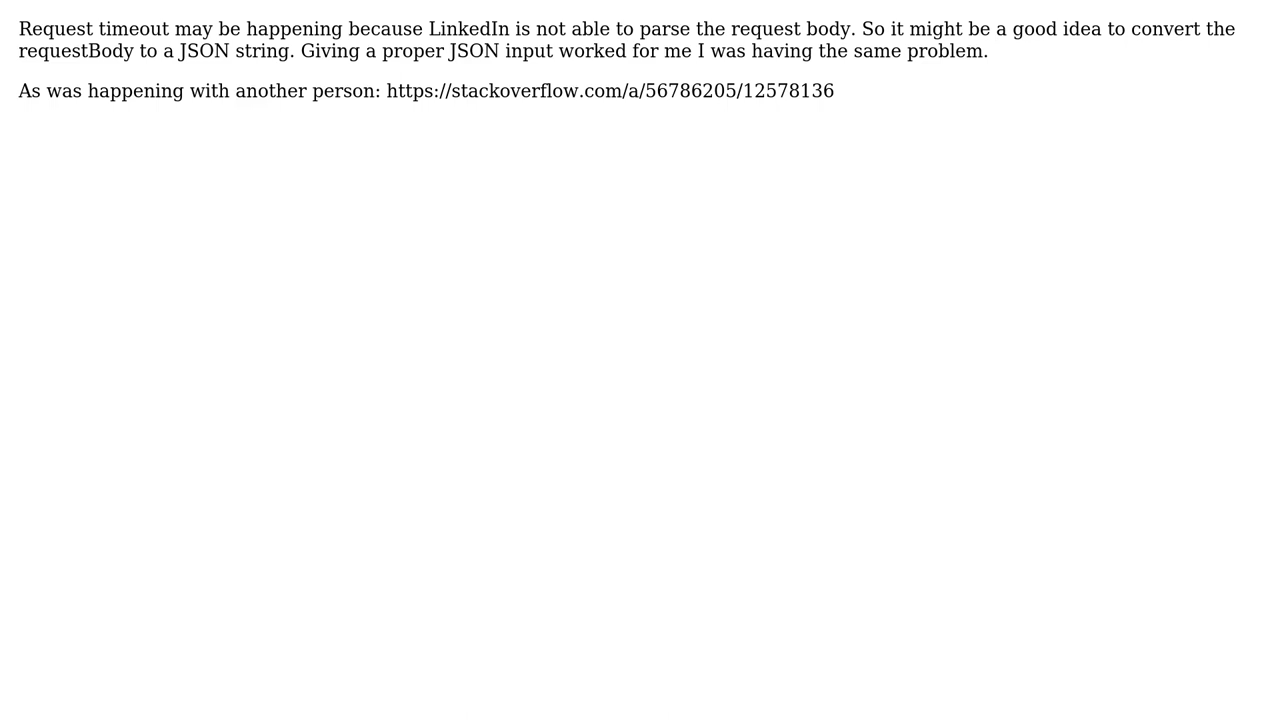 Request timeout may be happening because LinkedIn is not able to parse the request body. So it might be a good idea to convert the
requestBody to a JSON string. Giving a proper JSON input worked for me I was having the same problem.
As was happening with another person: https://stackoverflow.com/a/56786205/12578136